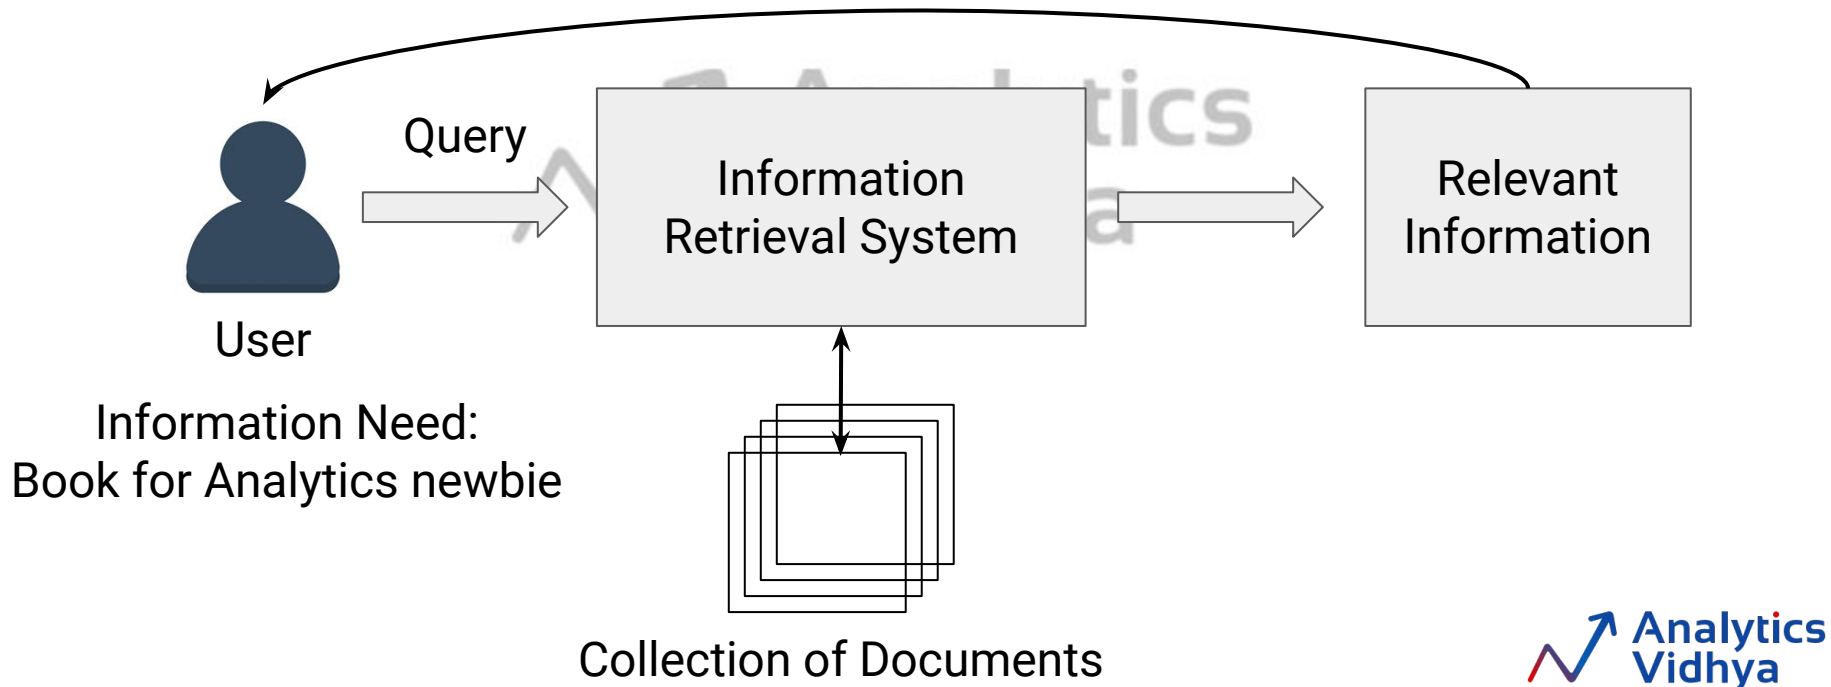 Query
Information
Retrieval System
Relevant
Information
User
Information Need:
Book for Analytics newbie
Collection of Documents
Analytics
Vidhya